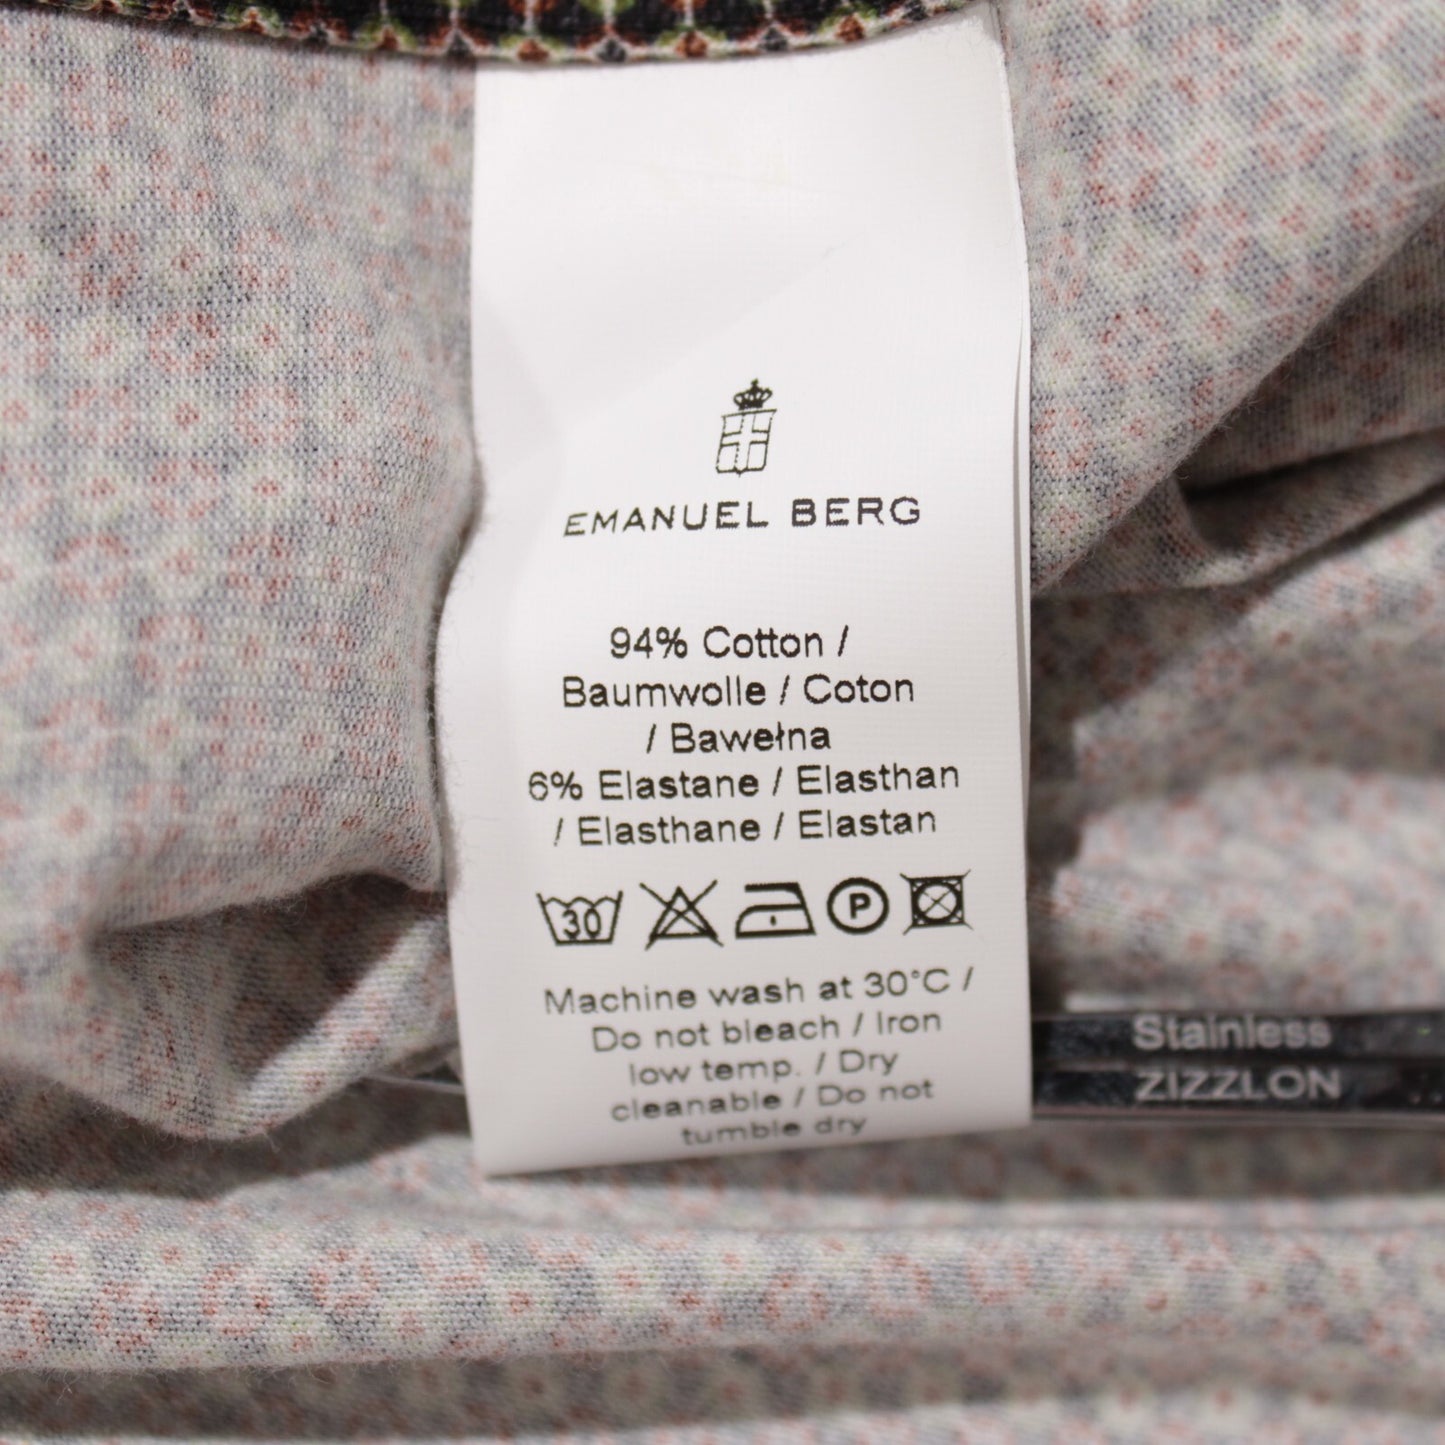 EMANUEL BERG
94% Cotton /
Baumwolle / Coton
/ Bawełna
6% Elastane / Elasthan
/ Elasthane / Elastan
30 P
Machine wash at 30°C /
Do not bleach / Iron
low temp. / Dry
cleanable / Do not
tumble dry
Stainless
ZIZZLON